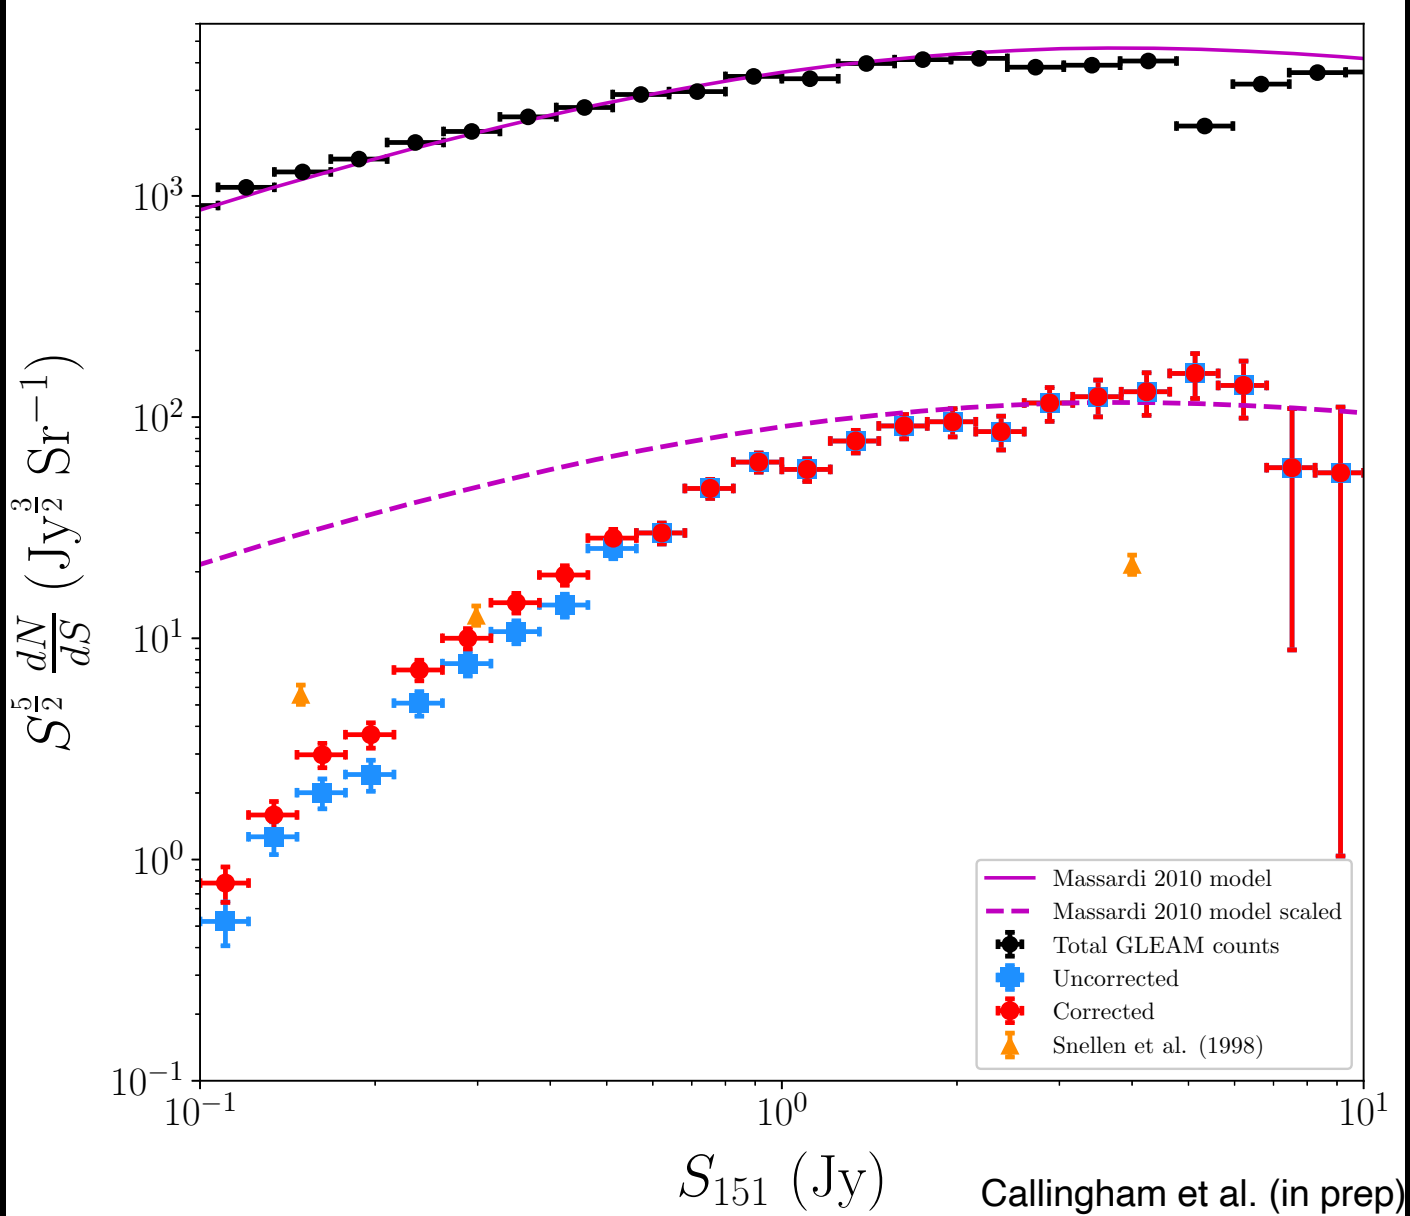 10³
10²
10¹
10⁰
10⁻¹
S^{5/2} dN/dS (Jy^{3/2} Sr⁻¹)
Massardi 2010 model
Massardi 2010 model scaled
Total GLEAM counts
Uncorrected
Corrected
Snellen et al. (1998)
10⁻¹ 10⁰ 10¹
S₁₅₁ (Jy)
Callingham et al. (in prep)